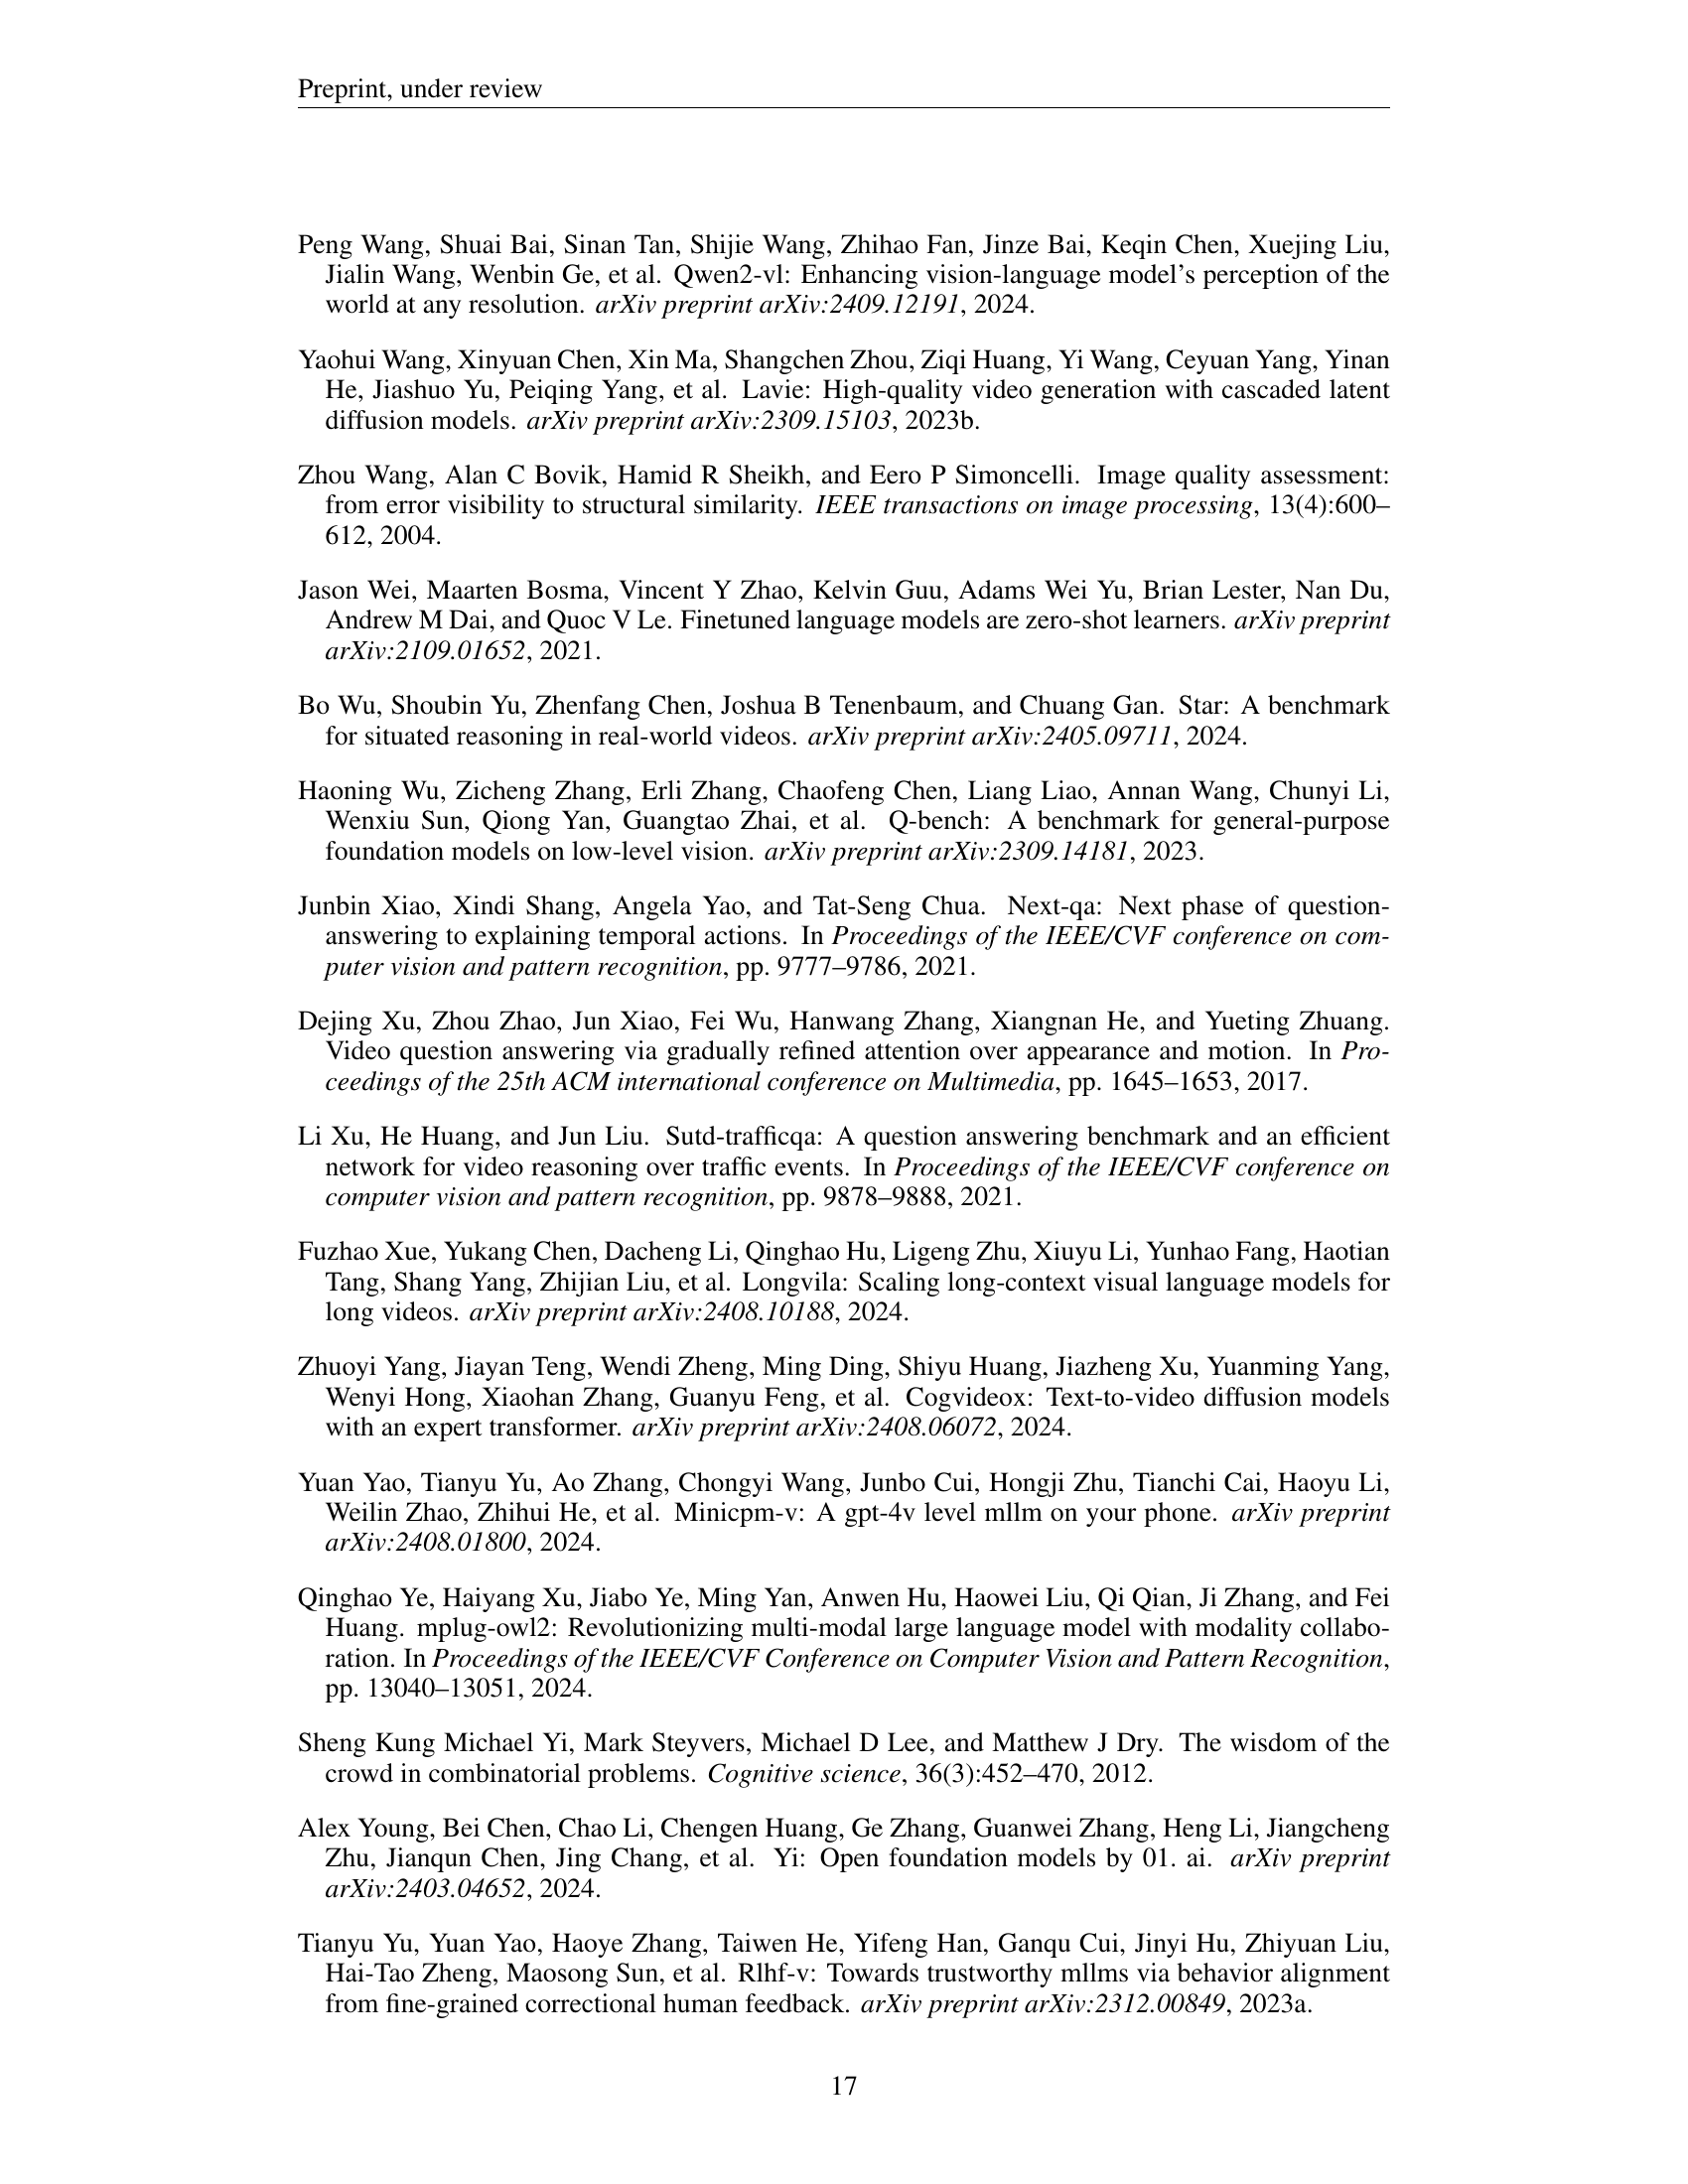 Preprint, under review
Peng Wang, Shuai Bai, Sinan Tan, Shijie Wang, Zhihao Fan, Jinze Bai, Keqin Chen, Xuejing Liu,
Jialin Wang, Wenbin Ge, et al. Qwen2-vl: Enhancing vision-language model's perception of the
world at any resolution. arXiv preprint arXiv:2409.12191, 2024.
Yaohui Wang, Xinyuan Chen, Xin Ma, Shangchen Zhou, Ziqi Huang, Yi Wang, Ceyuan Yang, Yinan
He, Jiashuo Yu, Peiqing Yang, et al. Lavie: High-quality video generation with cascaded latent
diffusion models. arXiv preprint arXiv:2309.15103, 2023b.
Zhou Wang, Alan C Bovik, Hamid R Sheikh, and Eero P Simoncelli. Image quality assessment:
from error visibility to structural similarity. IEEE transactions on image processing, 13(4):600–
612, 2004.
Jason Wei, Maarten Bosma, Vincent Y Zhao, Kelvin Guu, Adams Wei Yu, Brian Lester, Nan Du,
Andrew M Dai, and Quoc V Le. Finetuned language models are zero-shot learners. arXiv preprint
arXiv:2109.01652, 2021.
Bo Wu, Shoubin Yu, Zhenfang Chen, Joshua B Tenenbaum, and Chuang Gan. Star: A benchmark
for situated reasoning in real-world videos. arXiv preprint arXiv:2405.09711, 2024.
Haoning Wu, Zicheng Zhang, Erli Zhang, Chaofeng Chen, Liang Liao, Annan Wang, Chunyi Li,
Wenxiu Sun, Qiong Yan, Guangtao Zhai, et al. Q-bench: A benchmark for general-purpose
foundation models on low-level vision. arXiv preprint arXiv:2309.14181, 2023.
Junbin Xiao, Xindi Shang, Angela Yao, and Tat-Seng Chua. Next-qa: Next phase of question-
answering to explaining temporal actions. In Proceedings of the IEEE/CVF conference on com-
puter vision and pattern recognition, pp. 9777–9786, 2021.
Dejing Xu, Zhou Zhao, Jun Xiao, Fei Wu, Hanwang Zhang, Xiangnan He, and Yueting Zhuang.
Video question answering via gradually refined attention over appearance and motion. In Pro-
ceedings of the 25th ACM international conference on Multimedia, pp. 1645–1653, 2017.
Li Xu, He Huang, and Jun Liu. Sutd-trafficqa: A question answering benchmark and an efficient
network for video reasoning over traffic events. In Proceedings of the IEEE/CVF conference on
computer vision and pattern recognition, pp. 9878–9888, 2021.
Fuzhao Xue, Yukang Chen, Dacheng Li, Qinghao Hu, Ligeng Zhu, Xiuyu Li, Yunhao Fang, Haotian
Tang, Shang Yang, Zhijian Liu, et al. Longvila: Scaling long-context visual language models for
long videos. arXiv preprint arXiv:2408.10188, 2024.
Zhuoyi Yang, Jiayan Teng, Wendi Zheng, Ming Ding, Shiyu Huang, Jiazheng Xu, Yuanming Yang,
Wenyi Hong, Xiaohan Zhang, Guanyu Feng, et al. Cogvideox: Text-to-video diffusion models
with an expert transformer. arXiv preprint arXiv:2408.06072, 2024.
Yuan Yao, Tianyu Yu, Ao Zhang, Chongyi Wang, Junbo Cui, Hongji Zhu, Tianchi Cai, Haoyu Li,
Weilin Zhao, Zhihui He, et al. Minicpm-v: A gpt-4v level mllm on your phone. arXiv preprint
arXiv:2408.01800, 2024.
Qinghao Ye, Haiyang Xu, Jiabo Ye, Ming Yan, Anwen Hu, Haowei Liu, Qi Qian, Ji Zhang, and Fei
Huang. mplug-owl2: Revolutionizing multi-modal large language model with modality collabo-
ration. In Proceedings of the IEEE/CVF Conference on Computer Vision and Pattern Recognition,
pp. 13040–13051, 2024.
Sheng Kung Michael Yi, Mark Steyvers, Michael D Lee, and Matthew J Dry. The wisdom of the
crowd in combinatorial problems. Cognitive science, 36(3):452–470, 2012.
Alex Young, Bei Chen, Chao Li, Chengen Huang, Ge Zhang, Guanwei Zhang, Heng Li, Jiangcheng
Zhu, Jianqun Chen, Jing Chang, et al. Yi: Open foundation models by 01. ai. arXiv preprint
arXiv:2403.04652, 2024.
Tianyu Yu, Yuan Yao, Haoye Zhang, Taiwen He, Yifeng Han, Ganqu Cui, Jinyi Hu, Zhiyuan Liu,
Hai-Tao Zheng, Maosong Sun, et al. Rlhf-v: Towards trustworthy mllms via behavior alignment
from fine-grained correctional human feedback. arXiv preprint arXiv:2312.00849, 2023a.
17